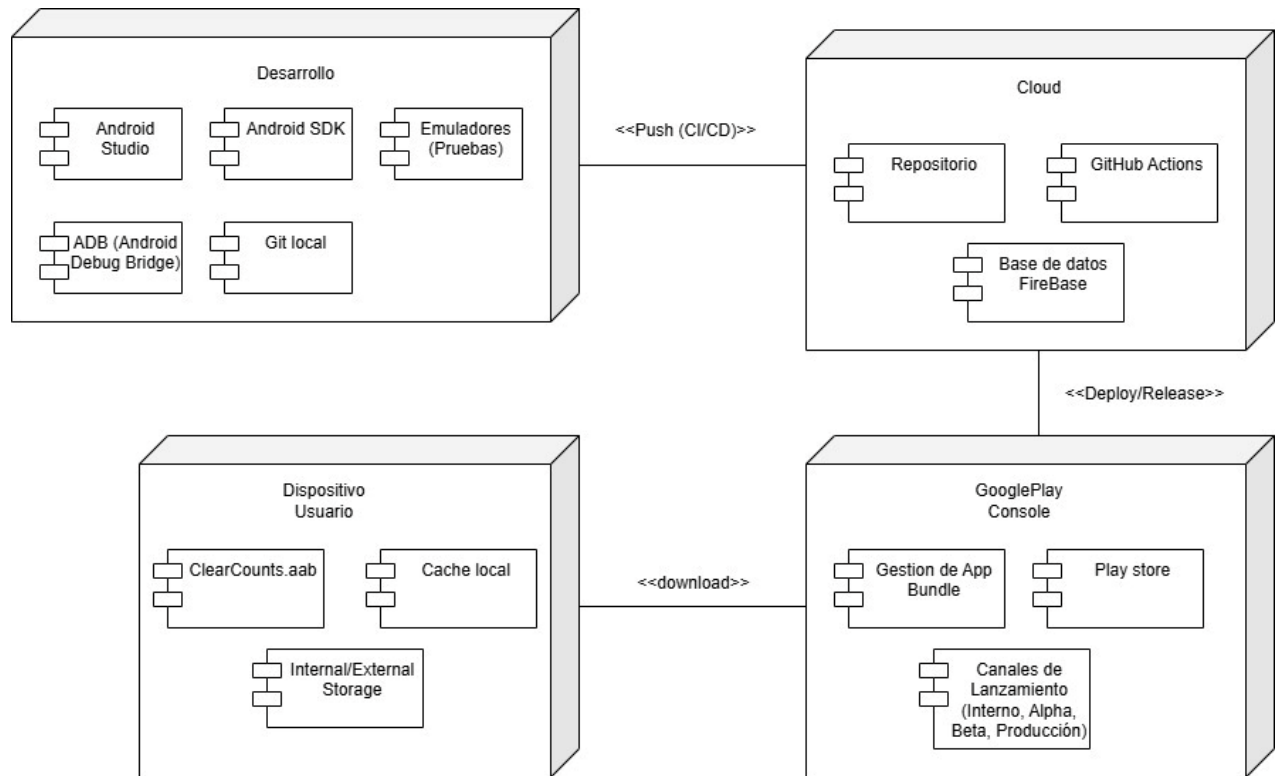 Desarrollo
Android
Studio
Android SDK
Emuladores
(Pruebas)
ADB (Android
Debug Bridge)
Git local
<<Push (CI/CD)>>
Cloud
Repositorio
GitHub Actions
Base de datos
FireBase
<<Deploy/Release>>
Dispositivo
Usuario
ClearCounts.aab
Cache local
Internal/External
Storage
<<download>>
GooglePlay
Console
Gestion de App
Bundle
Play store
Canales de
Lanzamiento
(Interno, Alpha,
Beta, Producción)